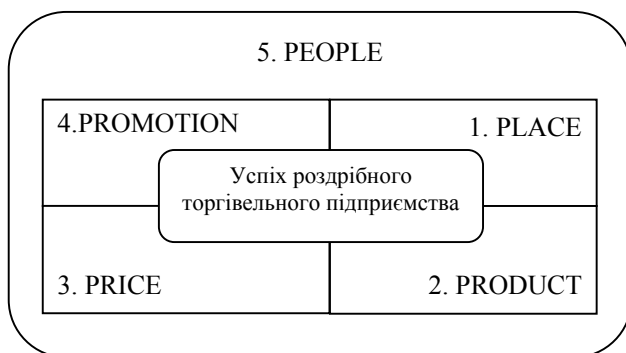 5. PEOPLE
4.PROMOTION
1. PLACE
Успіх роздрібного
торгівельного підприємства
3. PRICE
2. PRODUCT